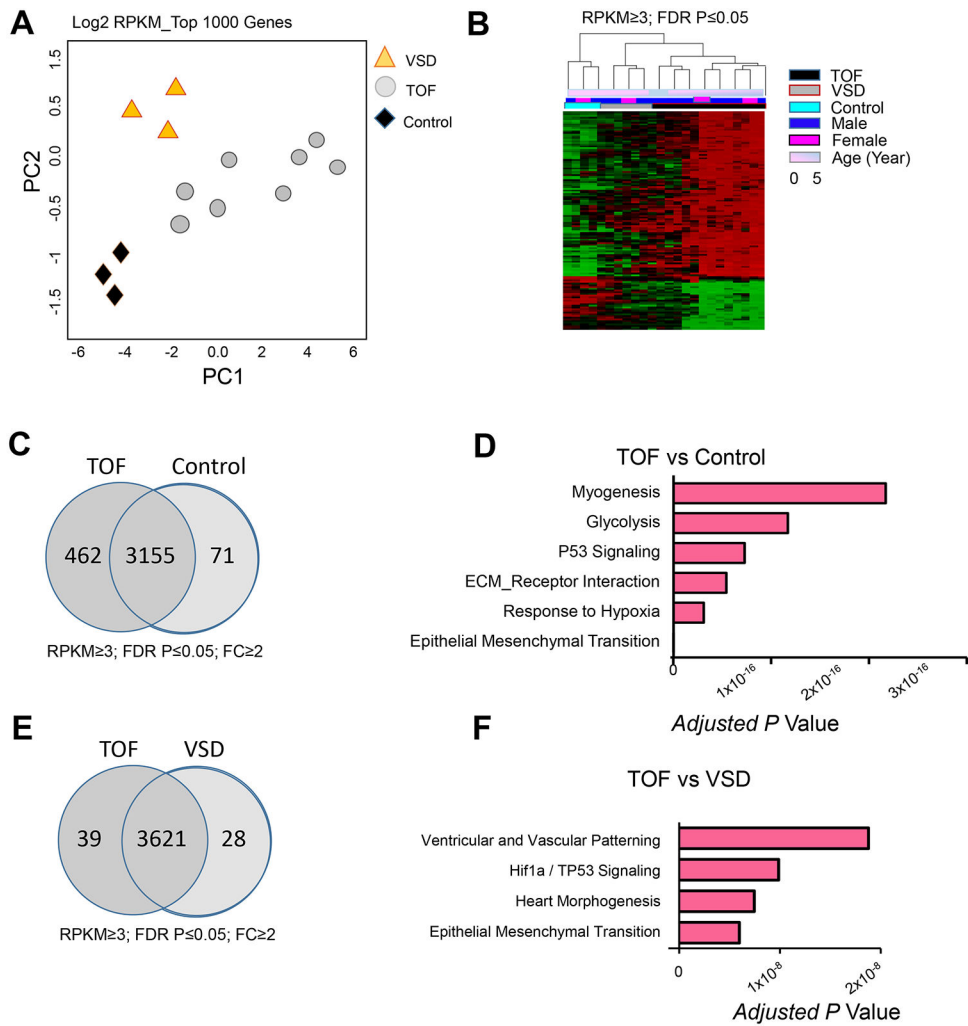 A
Log2 RPKM_Top 1000 Genes
PC2
1.5
0.5
0.0
-0.5
-1
-1.5
-6
-4
-2
0.0
2
4
6
PC1
VSD
TOF
Control
B
RPKM≥3; FDR P≤0.05
TOF
VSD
Control
Male
Female
Age (Year)
0 5
C
TOF Control
462 3155 71
RPKM≥3; FDR P≤0.05; FC≥2
D
TOF vs Control
Myogenesis
Glycolysis
P53 Signaling
ECM_Receptor Interaction
Response to Hypoxia
Epithelial Mesenchymal Transition
0
1x10⁻¹⁶
2x10⁻¹⁶
3x10⁻¹⁶
Adjusted P Value
E
TOF VSD
39 3621 28
RPKM≥3; FDR P≤0.05; FC≥2
F
TOF vs VSD
Ventricular and Vascular Patterning
Hif1a / TP53 Signaling
Heart Morphogenesis
Epithelial Mesenchymal Transition
0
1x10⁻⁸
2x10⁻⁸
Adjusted P Value